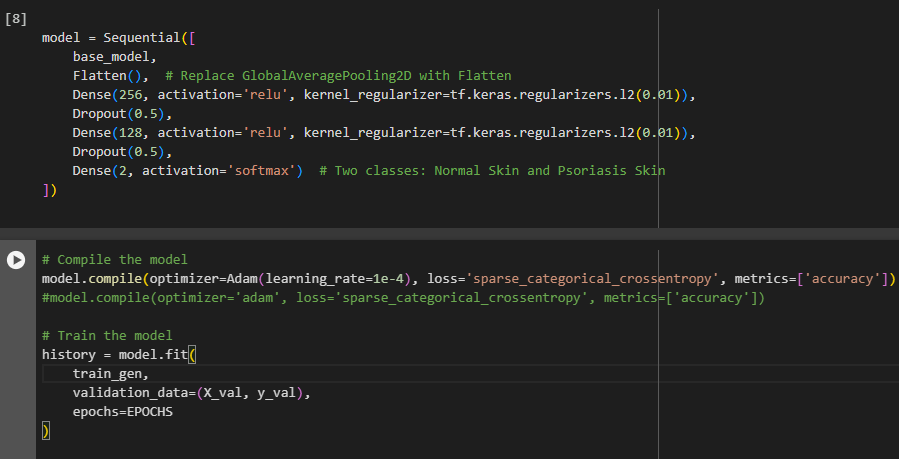 [8]
model = Sequential([
    base_model,
    Flatten(),  # Replace GlobalAveragePooling2D with Flatten
    Dense(256, activation='relu', kernel_regularizer=tf.keras.regularizers.l2(0.01)),
    Dropout(0.5),
    Dense(128, activation='relu', kernel_regularizer=tf.keras.regularizers.l2(0.01)),
    Dropout(0.5),
    Dense(2, activation='softmax')  # Two classes: Normal Skin and Psoriasis Skin
])
# Compile the model
model.compile(optimizer=Adam(learning_rate=1e-4), loss='sparse_categorical_crossentropy', metrics=['accuracy'])
#model.compile(optimizer='adam', loss='sparse_categorical_crossentropy', metrics=['accuracy'])
# Train the model
history = model.fit(
    train_gen,
    validation_data=(X_val, y_val),
    epochs=EPOCHS
)